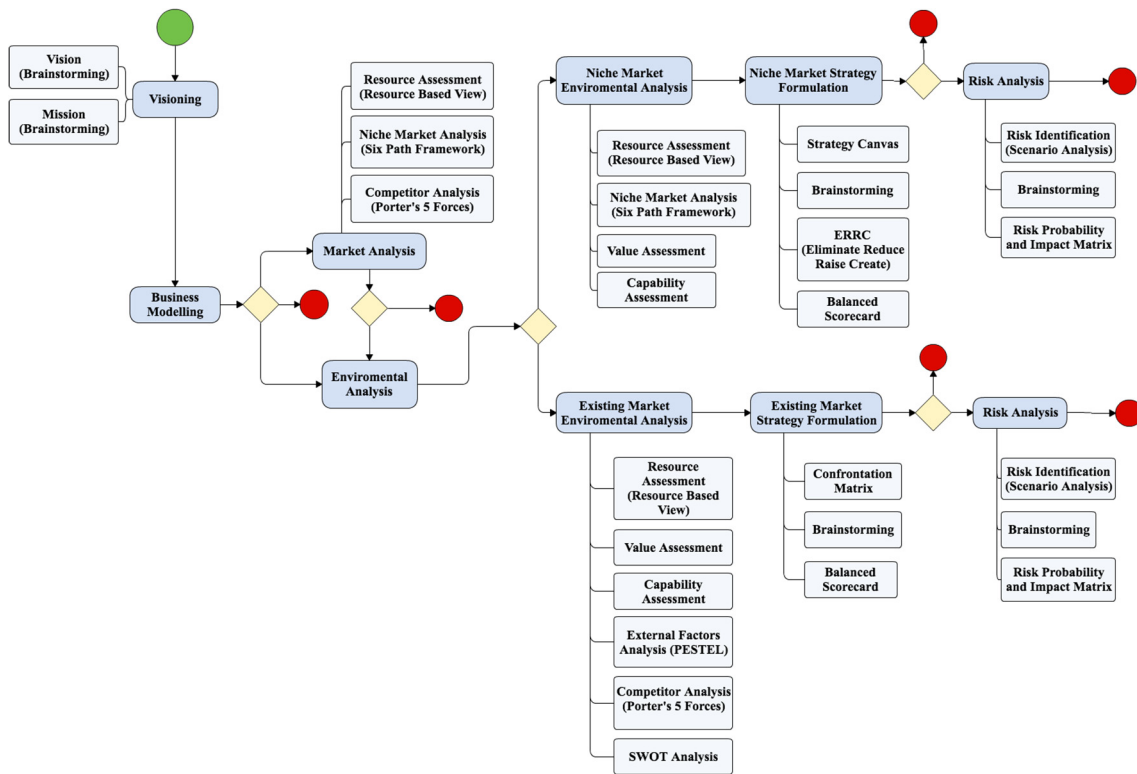 Vision
(Brainstorming)
Mission
(Brainstorming)
Visioning
Business
Modelling
Resource Assessment
(Resource Based View)
Niche Market Analysis
(Six Path Framework)
Competitor Analysis
(Porter's 5 Forces)
Market Analysis
Enviromental
Analysis
Niche Market
Enviromental Analysis
Resource Assessment
(Resource Based View)
Niche Market Analysis
(Six Path Framework)
Value Assessment
Capability
Assessment
Niche Market Strategy
Formulation
Strategy Canvas
Brainstorming
ERRC
(Eliminate Reduce
Raise Create)
Balanced
Scorecard
Risk Analysis
Risk Identification
(Scenario Analysis)
Brainstorming
Risk Probability
and Impact Matrix
Existing Market
Enviromental Analysis
Resource
Assessment
(Resource Based
View)
Value Assessment
Capability
Assessment
External Factors
Analysis (PESTEL)
Competitor Analysis
(Porter's 5 Forces)
SWOT Analysis
Existing Market
Strategy Formulation
Confrontation
Matrix
Brainstorming
Balanced
Scorecard
Risk Analysis
Risk Identification
(Scenario Analysis)
Brainstorming
Risk Probability
and Impact Matrix